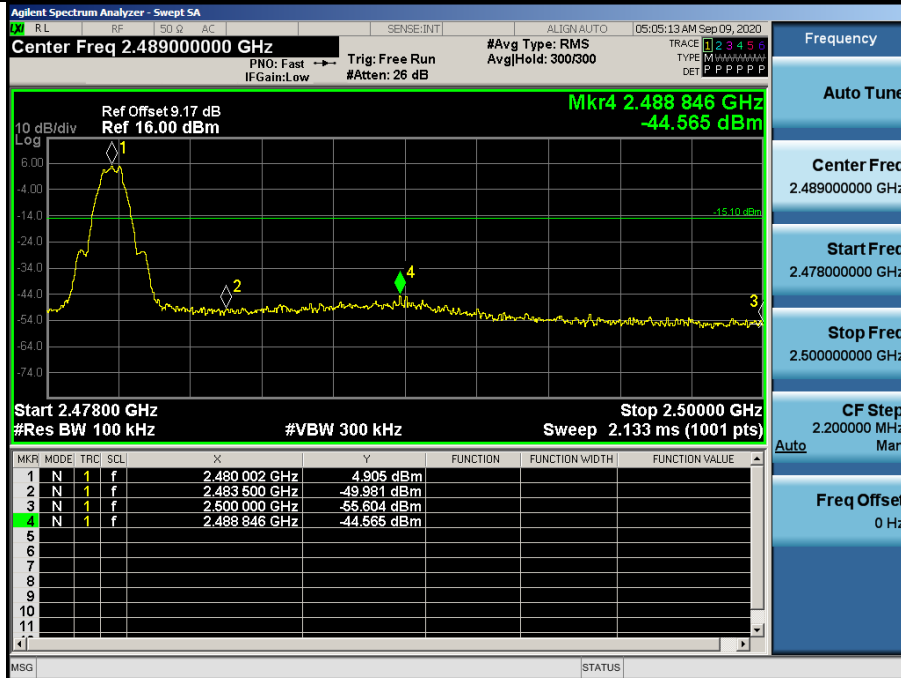 Agilent Spectrum Analyzer - Swept SA
LXI RL RF 50 Ω AC SENSE:INT ALIGN AUTO 05:05:13 AM Sep 09, 2020
Center Freq 2.489000000 GHz
PNO: Fast
IFGain:Low
Trig: Free Run
#Atten: 26 dB
#Avg Type: RMS
Avg|Hold: 300/300
TRACE 1 2 3 4 5 6
TYPE M
DET P P P P P P
Mkr4 2.488 846 GHz
-44.565 dBm
Ref Offset 9.17 dB
10 dB/div Ref 16.00 dBm
Log
6.00
-4.00
-14.0
-24.0
-34.0
-44.0
-54.0
-64.0
-74.0
1
2
3
4
-15.10 dBm
Start 2.47800 GHz Stop 2.50000 GHz
#Res BW 100 kHz #VBW 300 kHz Sweep 2.133 ms (1001 pts)
MKR MODE TRC SCL X Y FUNCTION FUNCTION WIDTH FUNCTION VALUE
1 N 1 f 2.480 002 GHz 4.905 dBm
2 N 1 f 2.483 500 GHz -49.981 dBm
3 N 1 f 2.500 000 GHz -55.604 dBm
4 N 1 f 2.488 846 GHz -44.565 dBm
5
6
7
8
9
10
11
MSG STATUS
Frequency
Auto Tune
Center Freq
2.489000000 GHz
Start Freq
2.478000000 GHz
Stop Freq
2.500000000 GHz
CF Step
2.200000 MHz
Auto Man
Freq Offset
0 Hz